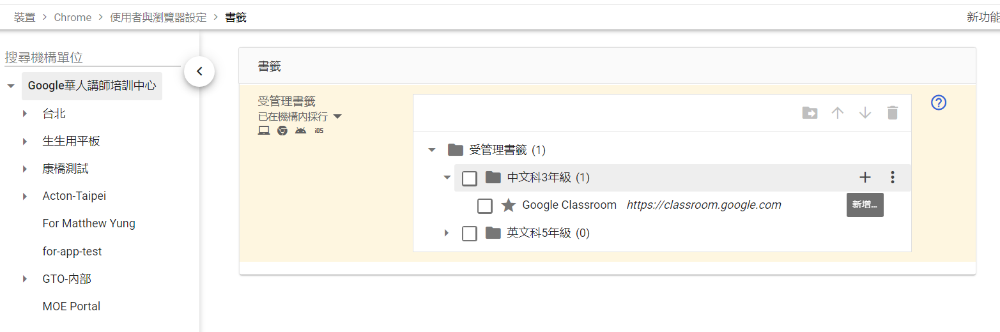 裝置 > Chrome > 使用者與瀏覽器設定 > 書籤
新功能
搜尋機構單位
Google華人講師培訓中心
台北
生生用平板
康橋測試
Acton-Taipei
For Matthew Yung
for-app-test
GTO-內部
MOE Portal
書籤
受管理書籤
已在機構內採行
iOS
受管理書籤 (1)
中文科3年級 (1)
Google Classroom https://classroom.google.com
新增...
英文科5年級 (0)